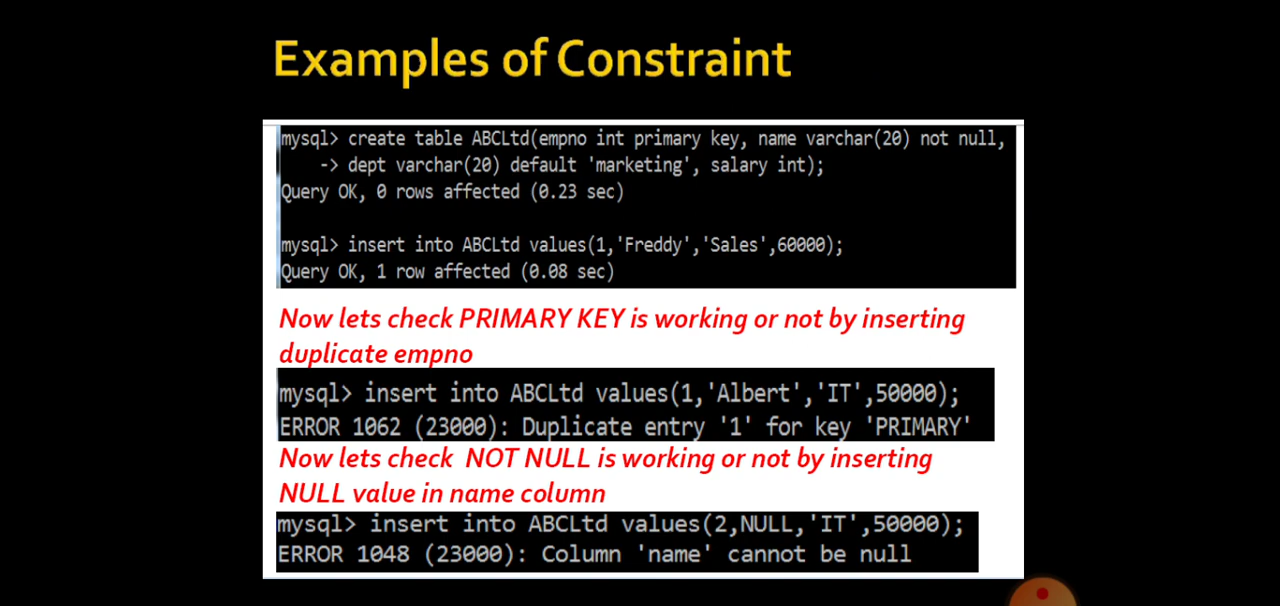 Examples of Constraint
mysql> create table ABCLtd(empno int primary key, name varchar(20) not null,
-> dept varchar(20) default 'marketing', salary int);
Query OK, 0 rows affected (0.23 sec)
mysql> insert into ABCLtd values(1,'Freddy','Sales',60000);
Query OK, 1 row affected (0.08 sec)
Now lets check PRIMARY KEY is working or not by inserting
duplicate empno
mysql> insert into ABCLtd values(1,'Albert','IT',50000);
ERROR 1062 (23000): Duplicate entry '1' for key 'PRIMARY'
Now lets check NOT NULL is working or not by inserting
NULL value in name column
mysql> insert into ABCLtd values(2,NULL,'IT',50000);
ERROR 1048 (23000): Column 'name' cannot be null